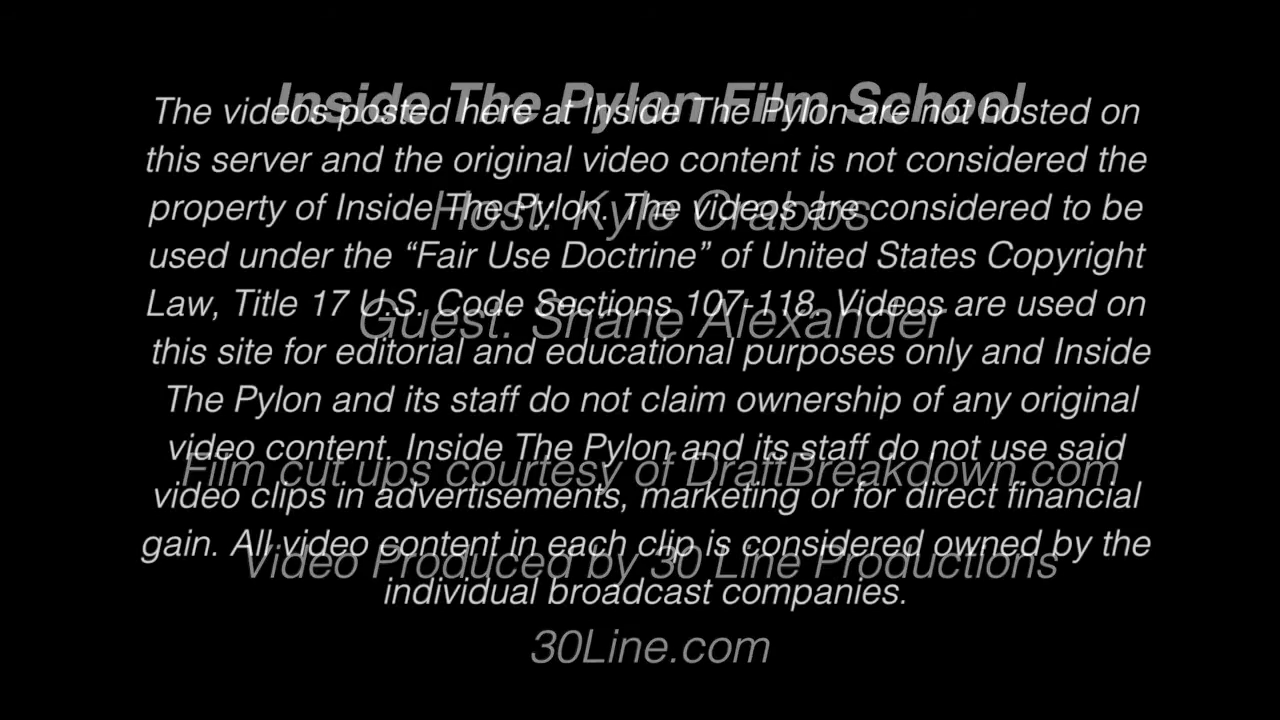 Inside The Pylon Film School
The videos posted here at Inside The Pylon are not hosted on
this server and the original video content is not considered the
property of Inside The Pylon. The videos are considered to be
Host: Kyle Crabbs
used under the “Fair Use Doctrine” of United States Copyright
Law, Title 17 U.S. Code Sections 107-118. Videos are used on
Guest: Shane Alexander
this site for editorial and educational purposes only and Inside
The Pylon and its staff do not claim ownership of any original
video content. Inside The Pylon and its staff do not use said
Film cut ups courtesy of DraftBreakdown.com
video clips in advertisements, marketing or for direct financial
gain. All video content in each clip is considered owned by the
Video Produced by 30 Line Productions
individual broadcast companies.
30Line.com